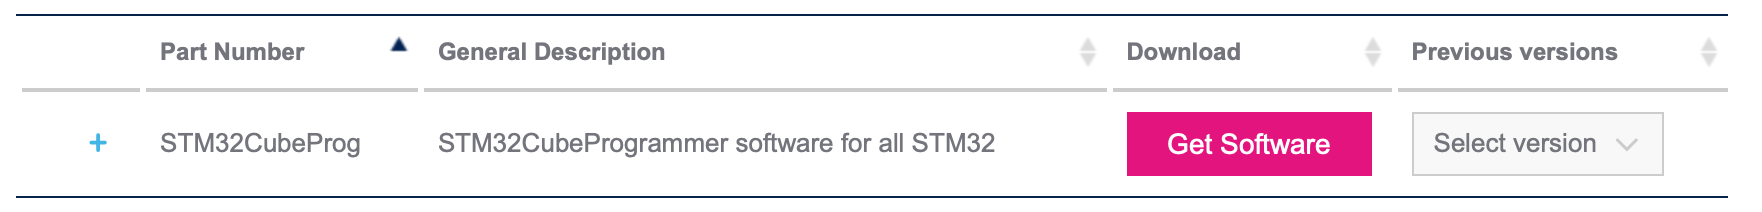 Part Number General Description Download Previous versions
STM32CubeProg STM32CubeProgrammer software for all STM32 Get Software Select version